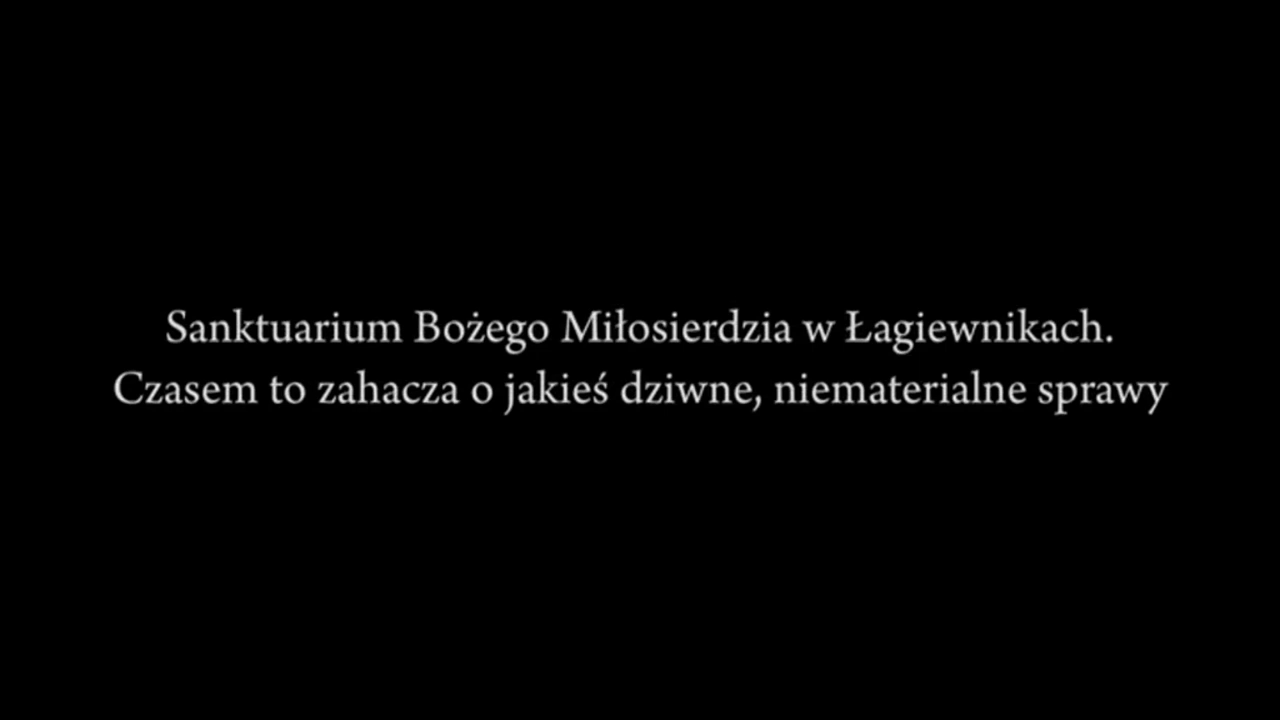 Sanktuarium Bożego Miłosierdzia w Łagiewnikach.
Czasem to zahacza o jakieś dziwne, niematerialne sprawy